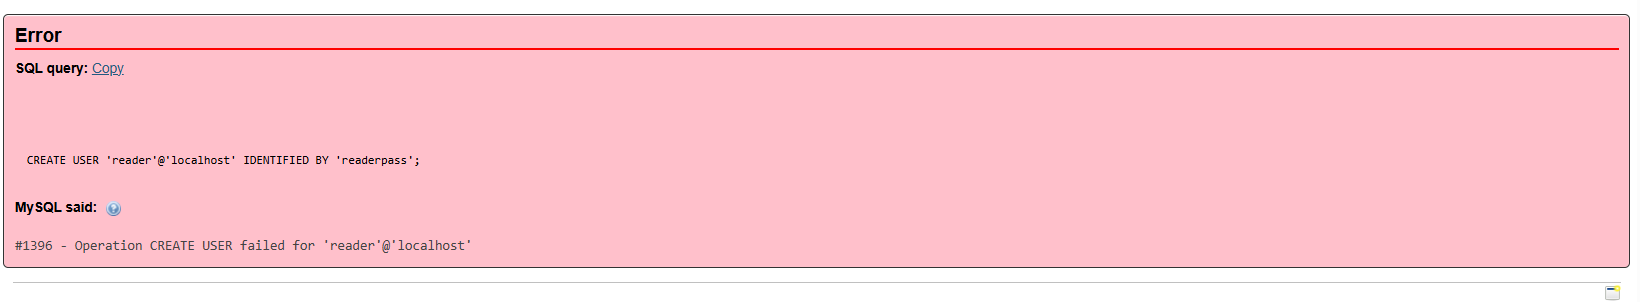 Error
SQL query: Copy
CREATE USER 'reader'@'localhost' IDENTIFIED BY 'readerpass';
MySQL said:
#1396 - Operation CREATE USER failed for 'reader'@'localhost'